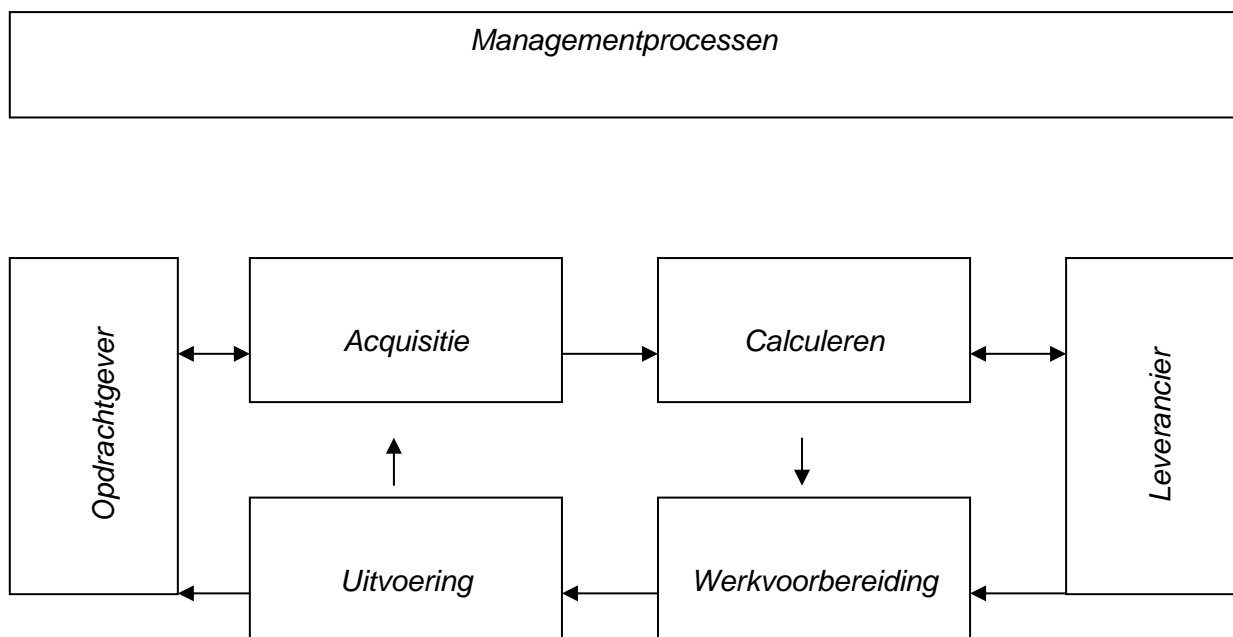 Managementprocessen
Opdrachtgever
Acquisitie
Calculeren
Leverancier
Uitvoering
Werkvoorbereiding